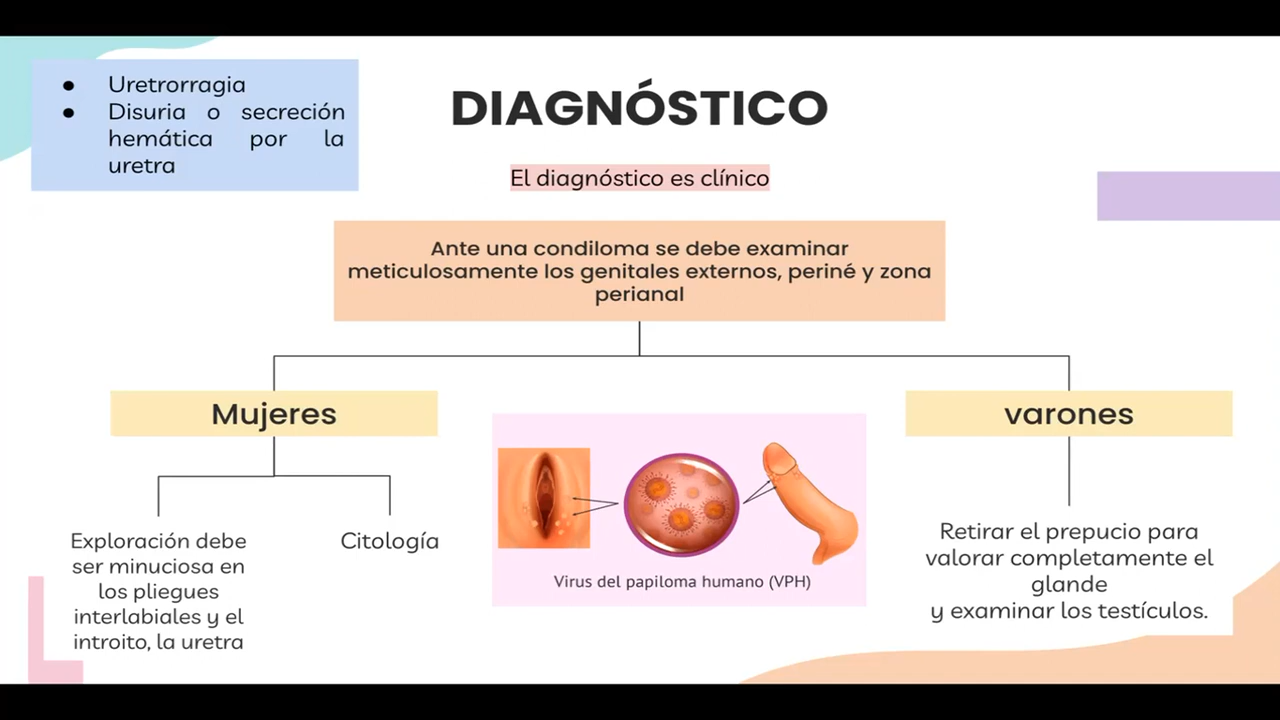 ● Uretrorragia
● Disuria o secreción
hemática por la
uretra
DIAGNÓSTICO
El diagnóstico es clínico
Ante una condiloma se debe examinar
meticulosamente los genitales externos, periné y zona
perianal
Mujeres
varones
Exploración debe
ser minuciosa en
los pliegues
interlabiales y el
introito, la uretra
Citología
Virus del papiloma humano (VPH)
Retirar el prepucio para
valorar completamente el
glande
y examinar los testículos.